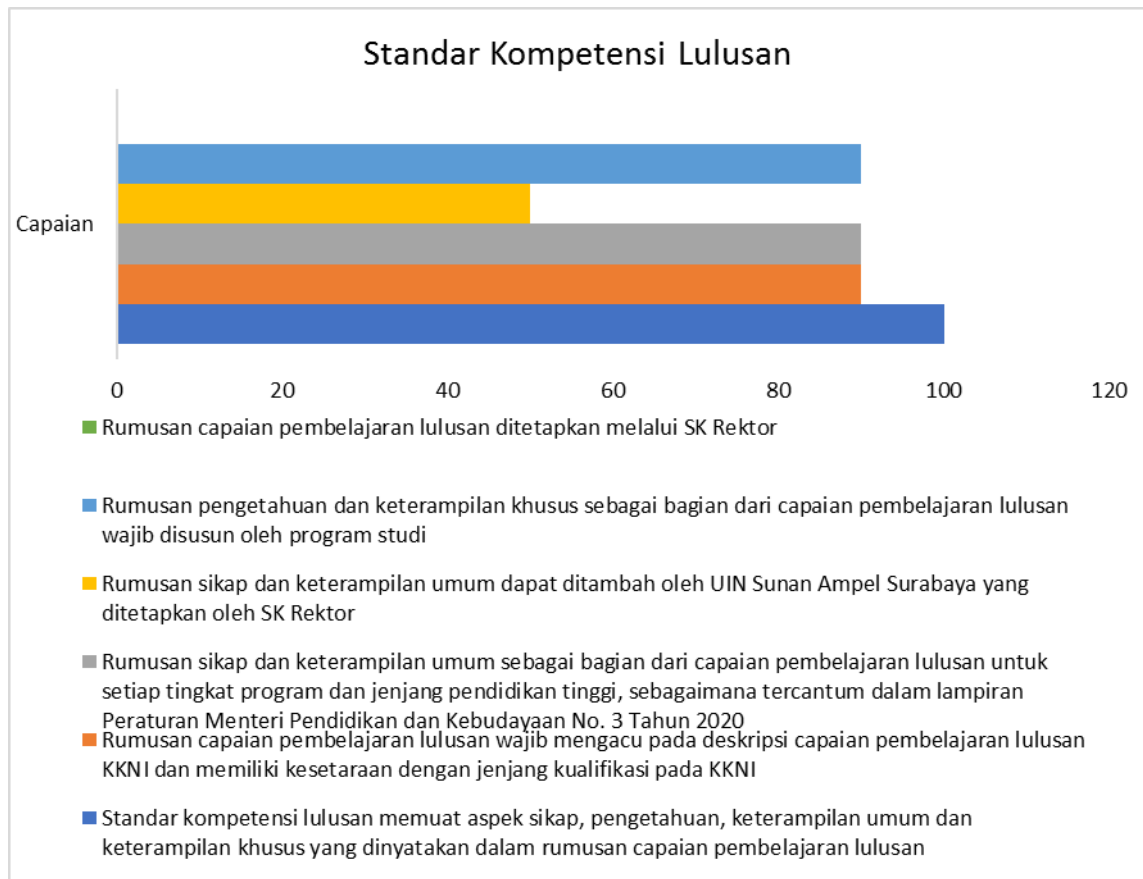 Standar Kompetensi Lulusan
Capaian
0 20 40 60 80 100 120
Rumusan capaian pembelajaran lulusan ditetapkan melalui SK Rektor
Rumusan pengetahuan dan keterampilan khusus sebagai bagian dari capaian pembelajaran lulusan
wajib disusun oleh program studi
Rumusan sikap dan keterampilan umum dapat ditambah oleh UIN Sunan Ampel Surabaya yang
ditetapkan oleh SK Rektor
Rumusan sikap dan keterampilan umum sebagai bagian dari capaian pembelajaran lulusan untuk
setiap tingkat program dan jenjang pendidikan tinggi, sebagaimana tercantum dalam lampiran
Peraturan Menteri Pendidikan dan Kebudayaan No. 3 Tahun 2020
Rumusan capaian pembelajaran lulusan wajib mengacu pada deskripsi capaian pembelajaran lulusan
KKNI dan memiliki kesetaraan dengan jenjang kualifikasi pada KKNI
Standar kompetensi lulusan memuat aspek sikap, pengetahuan, keterampilan umum dan
keterampilan khusus yang dinyatakan dalam rumusan capaian pembelajaran lulusan